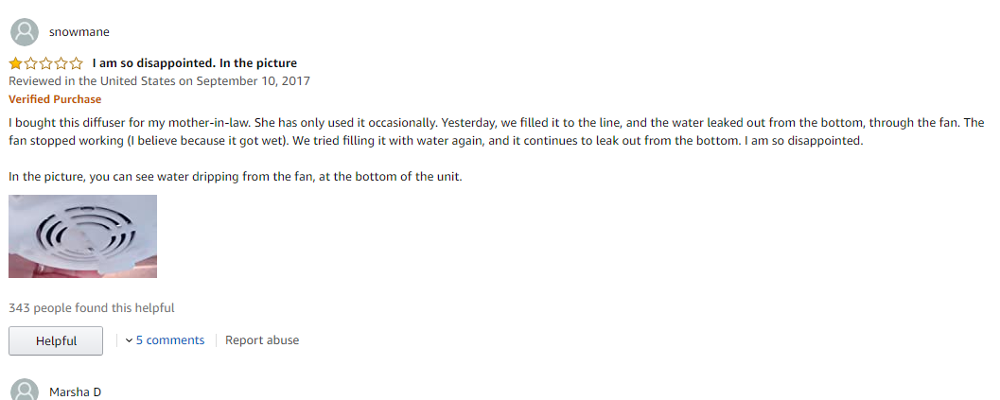 snowmane
I am so disappointed. In the picture
Reviewed in the United States on September 10, 2017
Verified Purchase
I bought this diffuser for my mother-in-law. She has only used it occasionally. Yesterday, we filled it to the line, and the water leaked out from the bottom, through the fan. The
fan stopped working (I believe because it got wet). We tried filling it with water again, and it continues to leak out from the bottom. I am so disappointed.
In the picture, you can see water dripping from the fan, at the bottom of the unit.
343 people found this helpful
Helpful 5 comments Report abuse
Marsha D